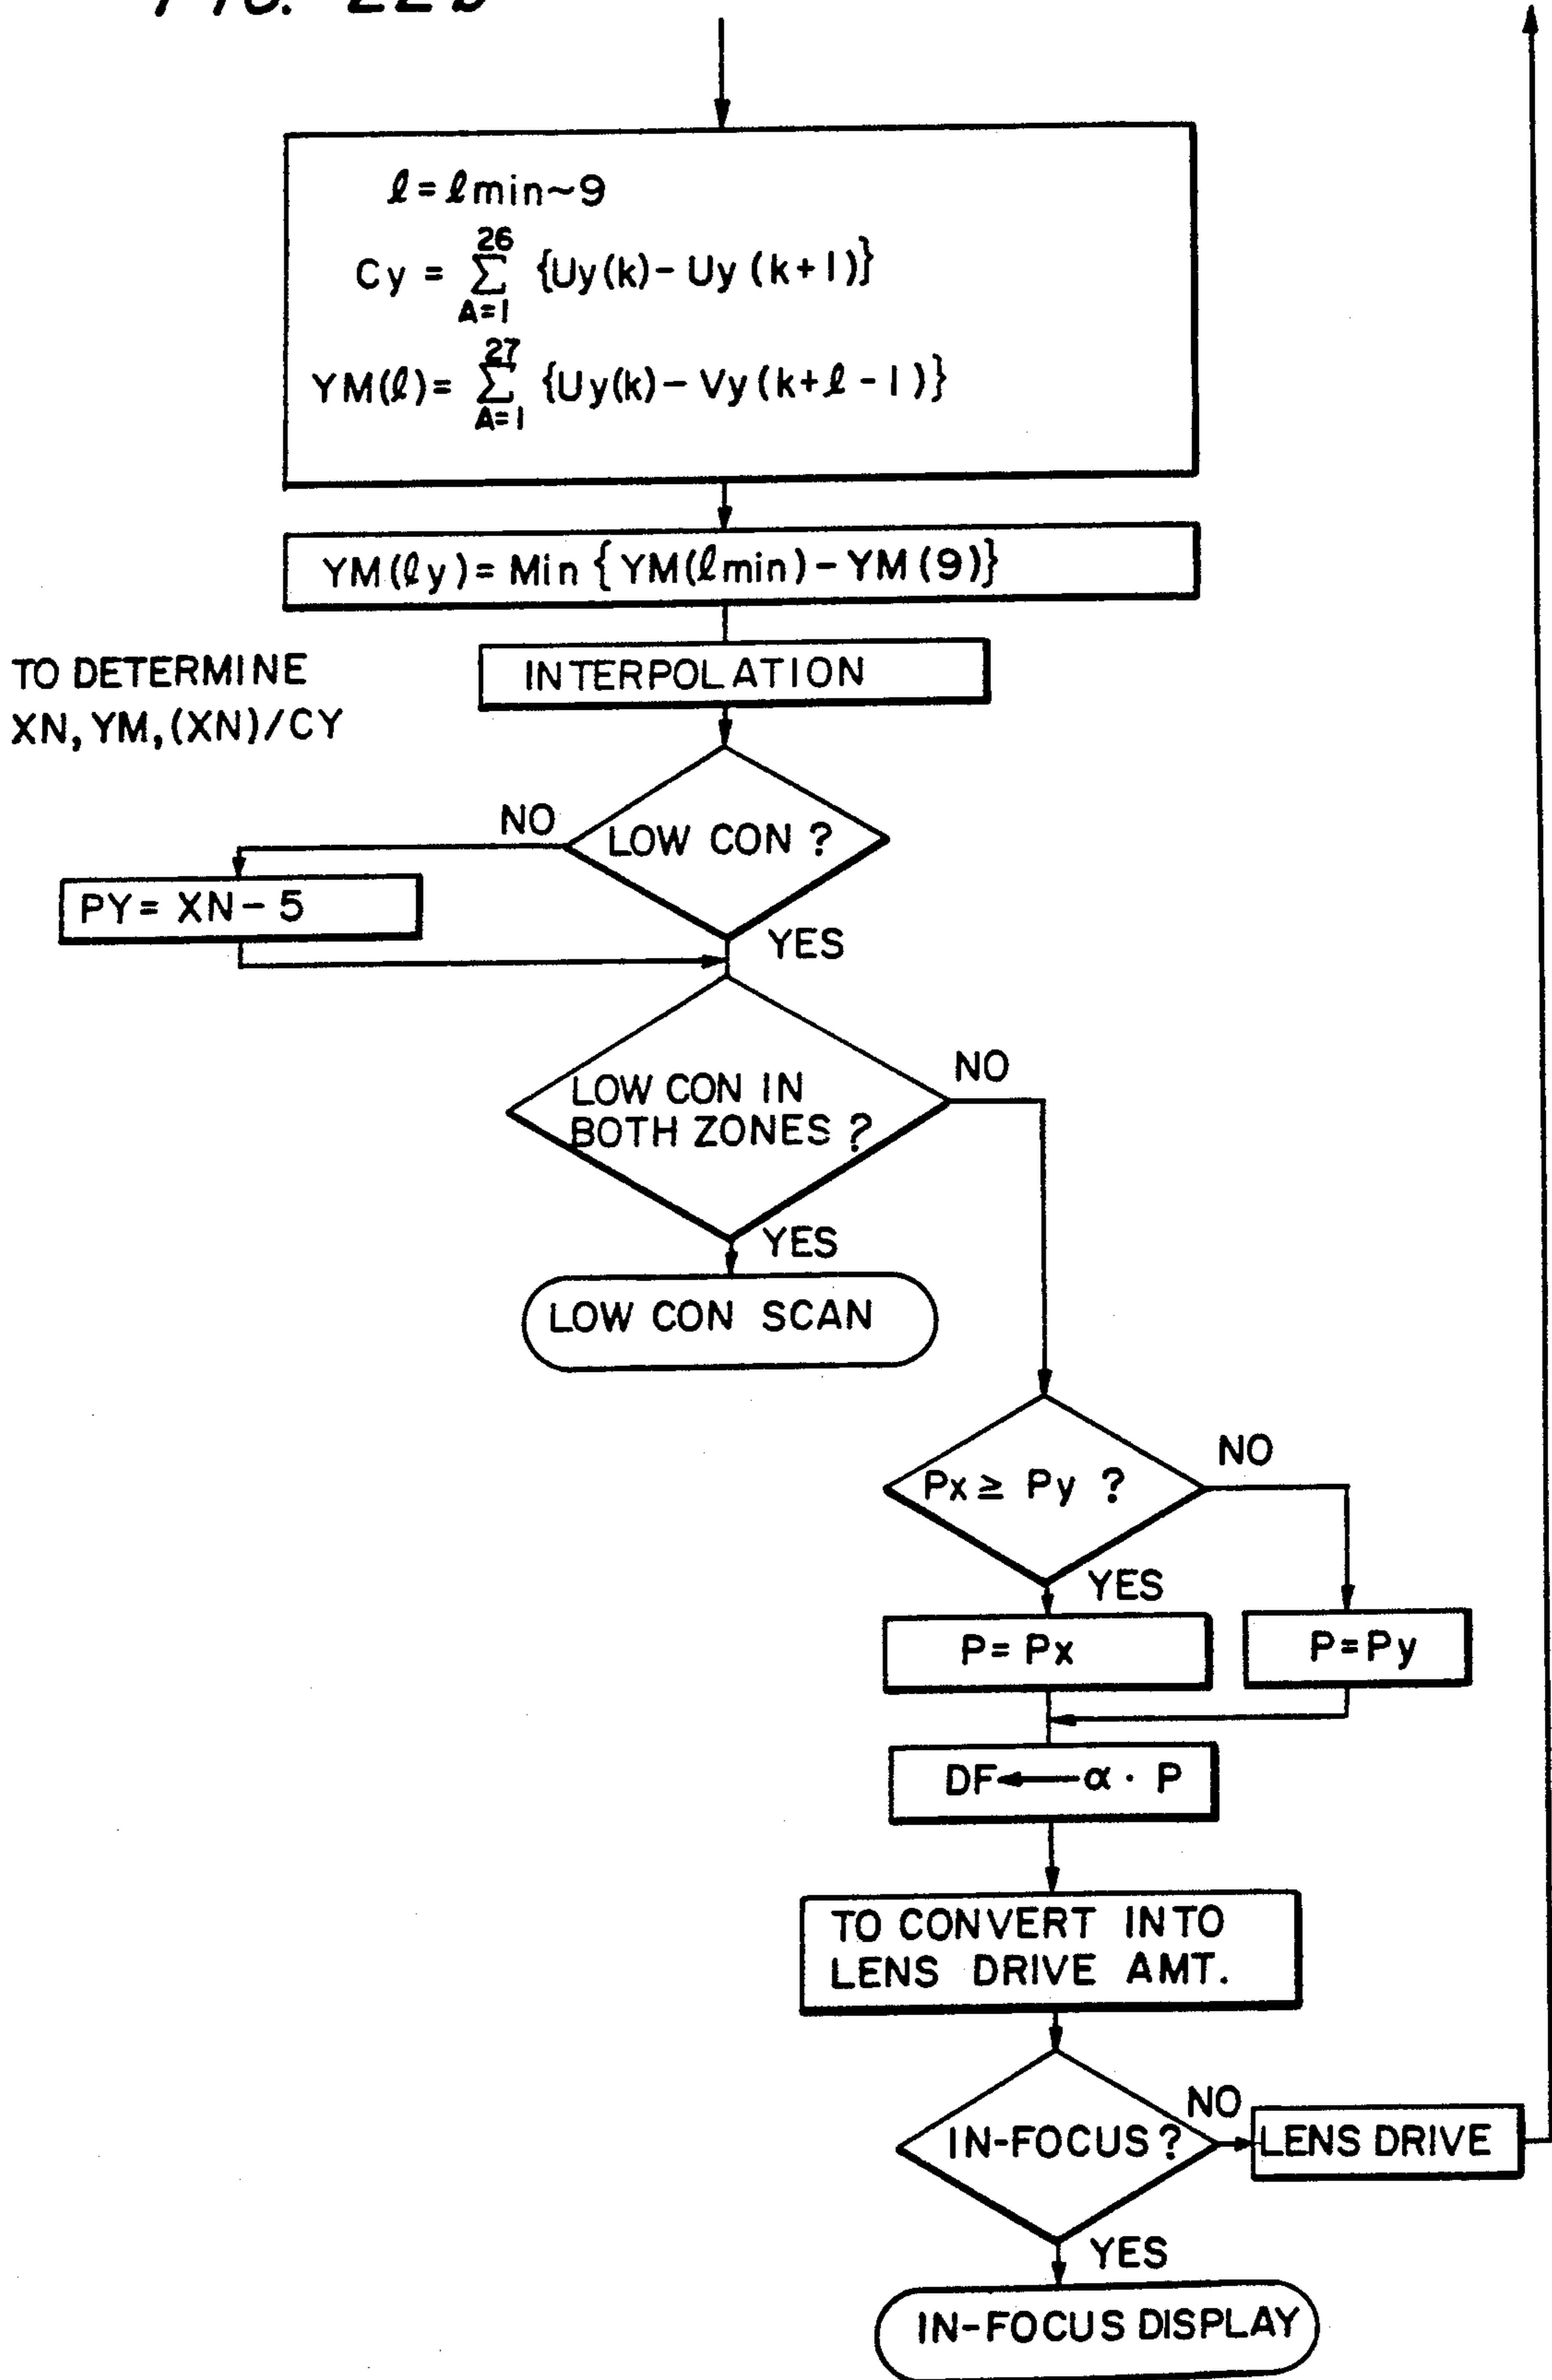 FIG. 22b
ℓ = ℓmin~9
26
Cy = Σ {Uy(k) - Uy (k+1)}
A=1
27
YM(ℓ) = Σ {Uy(k) - Vy (k+ℓ-1)}
A=1
YM(ℓy) = Min { YM(ℓmin) - YM (9)}
TO DETERMINE
XN, YM, (XN)/CY
INTERPOLATION
NO
LOW CON ?
PY= XN - 5
YES
LOW CON IN
BOTH ZONES ?
NO
YES
LOW CON SCAN
Px ≥ Py ?
NO
YES
P= Px
P=Py
DF ← α · P
TO CONVERT INTO
LENS DRIVE AMT.
IN-FOCUS ?
NO
LENS DRIVE
YES
IN-FOCUS DISPLAY